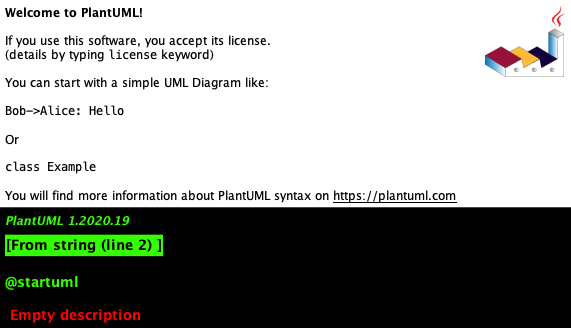 Welcome to PlantUML!
If you use this software, you accept its license.
(details by typing license keyword)
You can start with a simple UML Diagram like:
Bob->Alice: Hello
Or
class Example
You will find more information about PlantUML syntax on https://plantuml.com
PlantUML 1.2020.19
[From string (line 2) ]
@startuml
Empty description